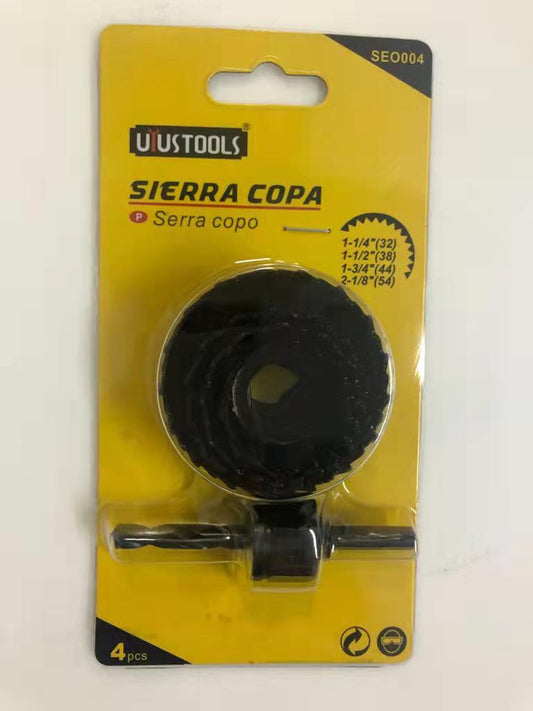 SEO004
UYUSTOOLS®
SIERRA COPA
P Serra copo
1-1/4"(32)
1-1/2"(38)
1-3/4"(44)
2-1/8"(54)
4pcs